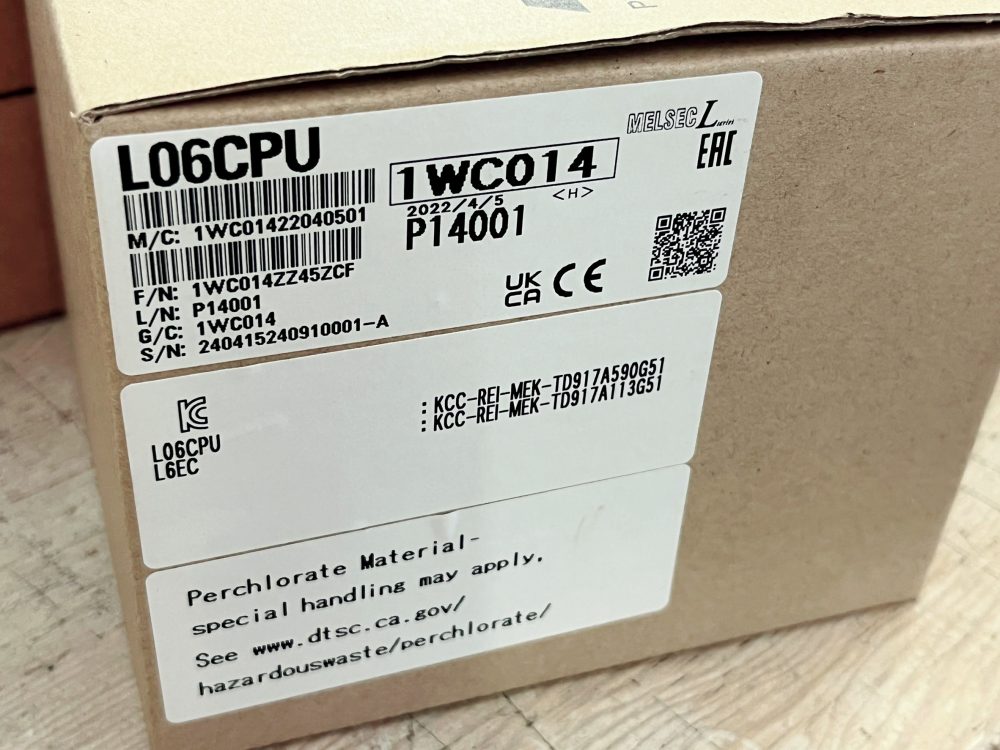 L06CPU
M/C: 1WC01422040501
F/N: 1WC014ZZ45ZCF
L/N: P14001
G/C: 1WC014
S/N: 240415240910001-A
1WC014
2022/4/5 <H>
P14001
MELSEC L series
EAC
UK
CA CE
KC
L06CPU : KCC-REI-MEK-TD917A590G51
L6EC : KCC-REI-MEK-TD917A113G51
Perchlorate Material-
special handling may apply,
See www.dtsc.ca.gov/
hazardouswaste/perchlorate/